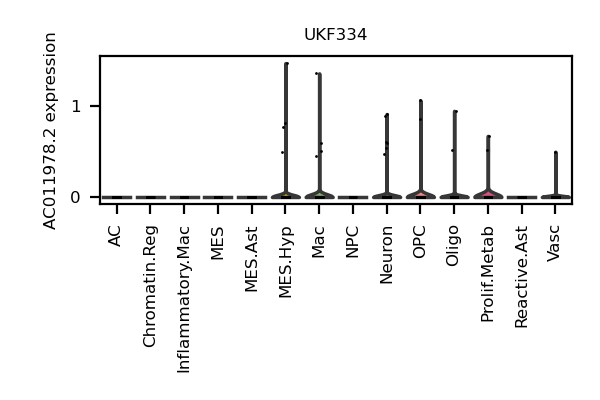 UKF334
AC011978.2 expression
1
0
AC
Chromatin.Reg
Inflammatory.Mac
MES
MES.Ast
MES.Hyp
Mac
NPC
Neuron
OPC
Oligo
Prolif.Metab
Reactive.Ast
Vasc